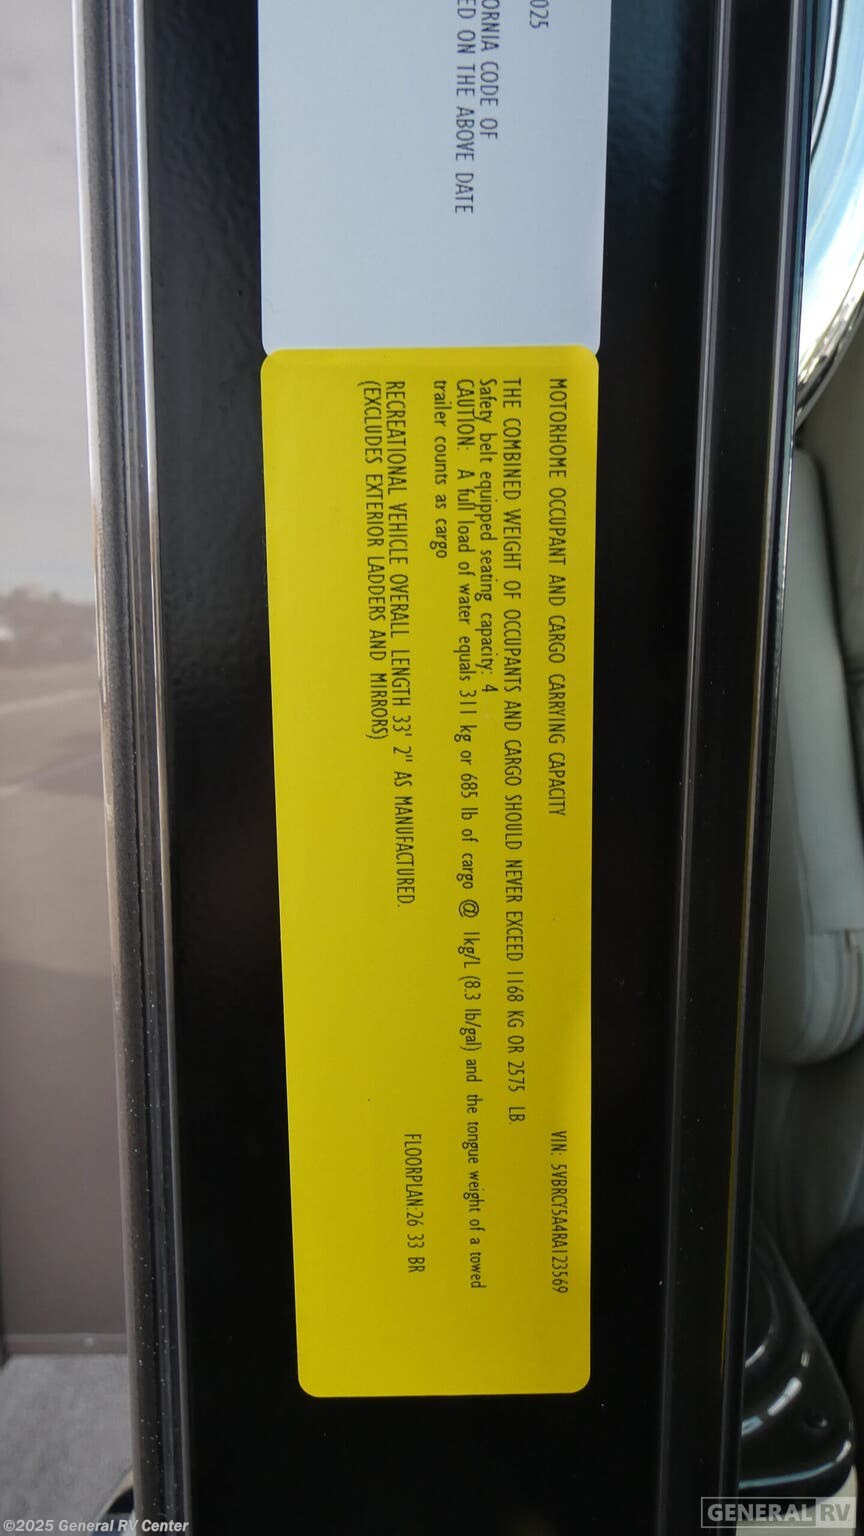 025
ORNIA CODE OF
ED ON THE ABOVE DATE
MOTORHOME OCCUPANT AND CARGO CARRYING CAPACITY VIN: 5VBRCY5A4RA123569
THE COMBINED WEIGHT OF OCCUPANTS AND CARGO SHOULD NEVER EXCEED 1168 KG OR 2575 LB.
Safety belt equipped seating capacity: 4
CAUTION: A full load of water equals 311 kg or 685 lb of cargo @ 1kg/L (8.3 lb/gal) and the tongue weight of a towed
trailer counts as cargo
RECREATIONAL VEHICLE OVERALL LENGTH 33' 2" AS MANUFACTURED. FLOORPLAN:26 33 BR
(EXCLUDES EXTERIOR LADDERS AND MIRRORS)
©2025 General RV Center
GENERAL RV